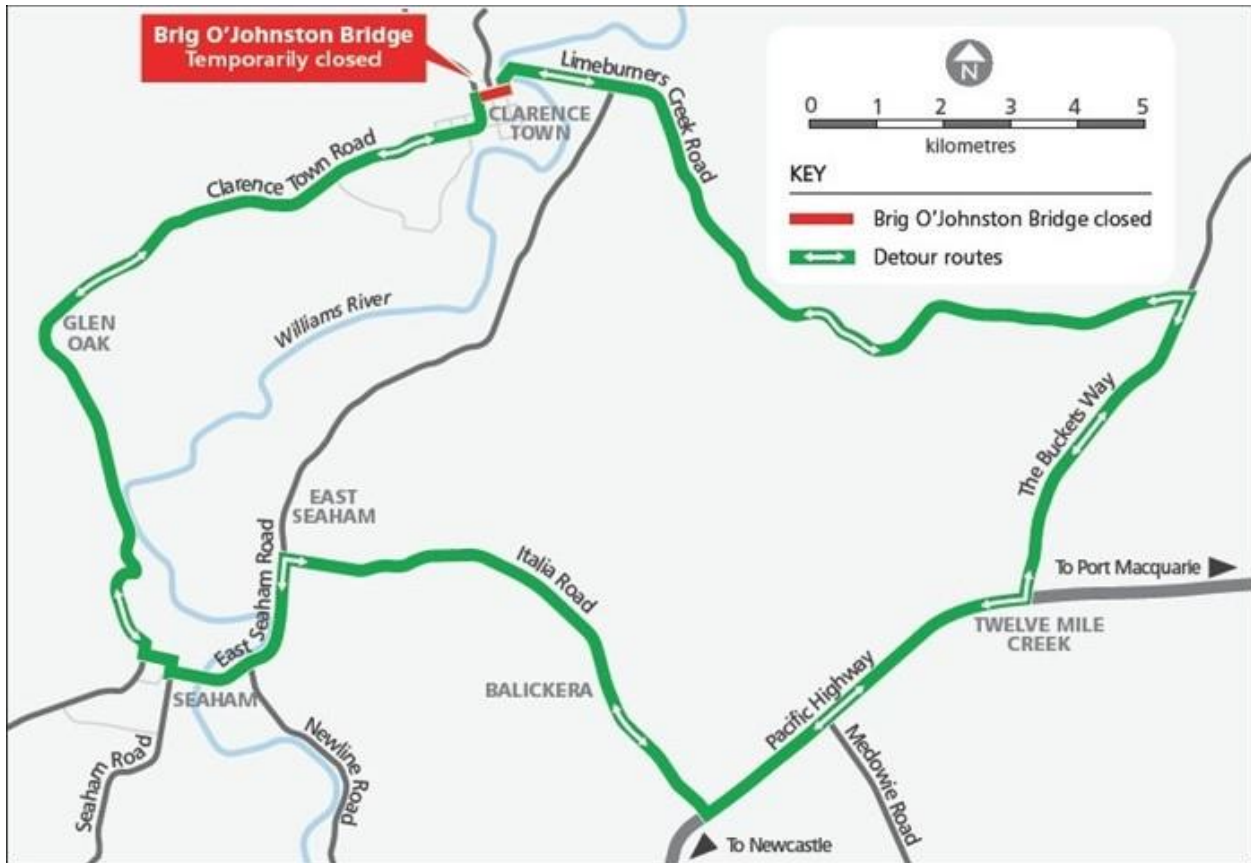 Brig O'Johnston Bridge
Temporarily closed
Limeburners Creek Road
N
0 1 2 3 4 5
kilometres
KEY
Brig O'Johnston Bridge closed
Detour routes
CLARENCE
TOWN
Clarence Town Road
GLEN
OAK
Williams River
The Buckets Way
EAST
SEAHAM
East Seaham Road
Italia Road
To Port Macquarie
TWELVE MILE
CREEK
SEAHAM
BALICKERA
Pacific Highway
Seaham Road
Newline Road
Medowie Road
To Newcastle